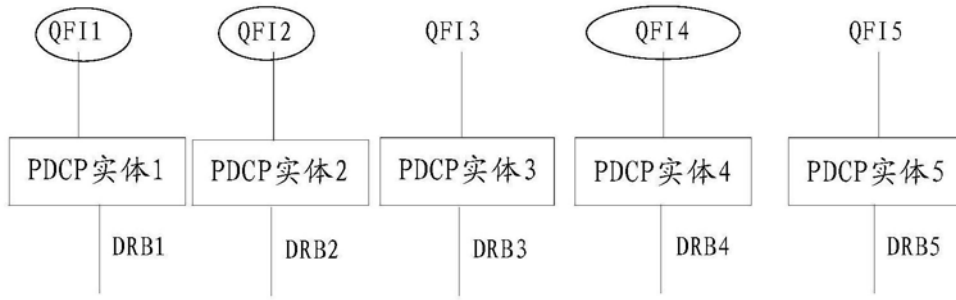 QFI1 QFI2 QFI3 QFI4 QFI5
PDCP实体1 PDCP实体2 PDCP实体3 PDCP实体4 PDCP实体5
DRB1 DRB2 DRB3 DRB4 DRB5